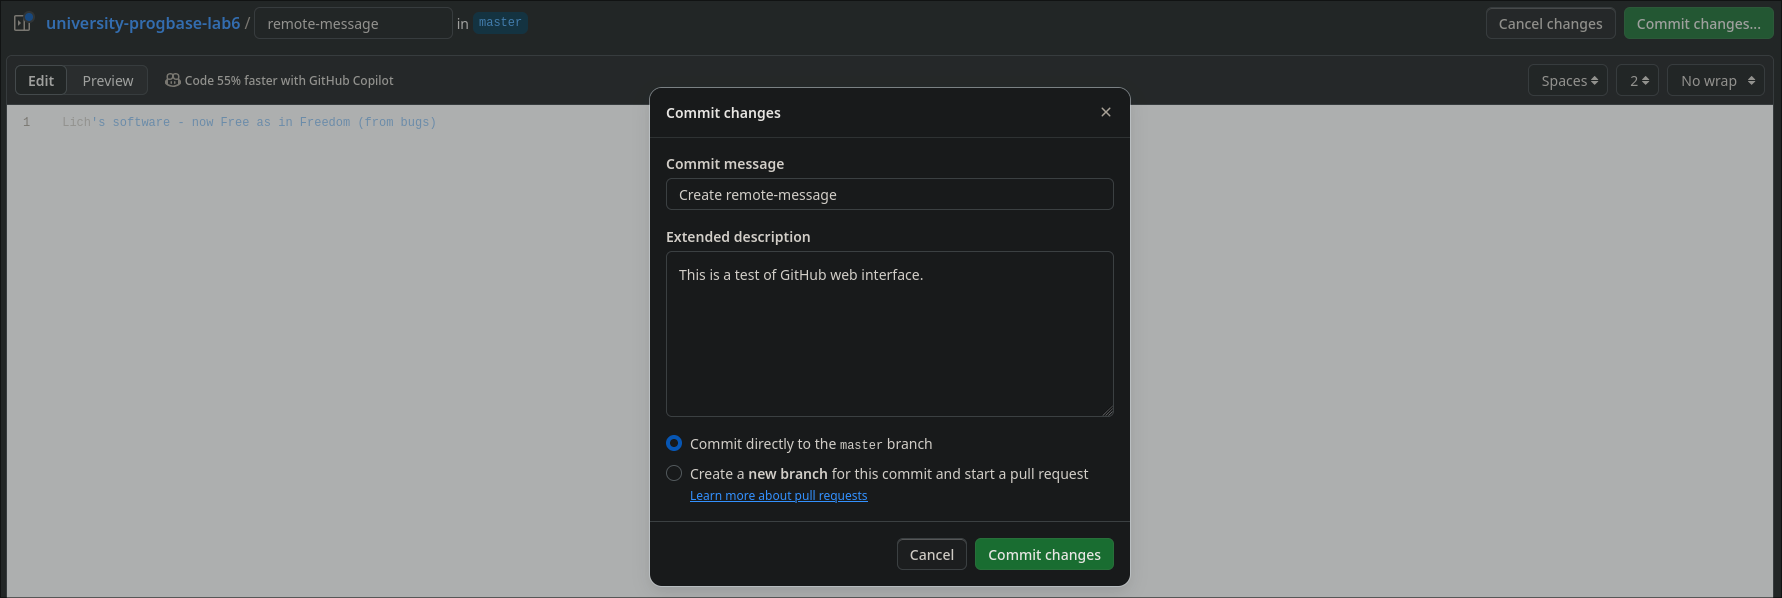 university-progbase-lab6 / remote-message in master
Cancel changes
Commit changes...
Edit
Preview
Code 55% faster with GitHub Copilot
Spaces
2
No wrap
1 Lich's software - now Free as in Freedom (from bugs)
Commit changes
Commit message
Create remote-message
Extended description
This is a test of GitHub web interface.
Commit directly to the master branch
Create a new branch for this commit and start a pull request
Learn more about pull requests
Cancel
Commit changes